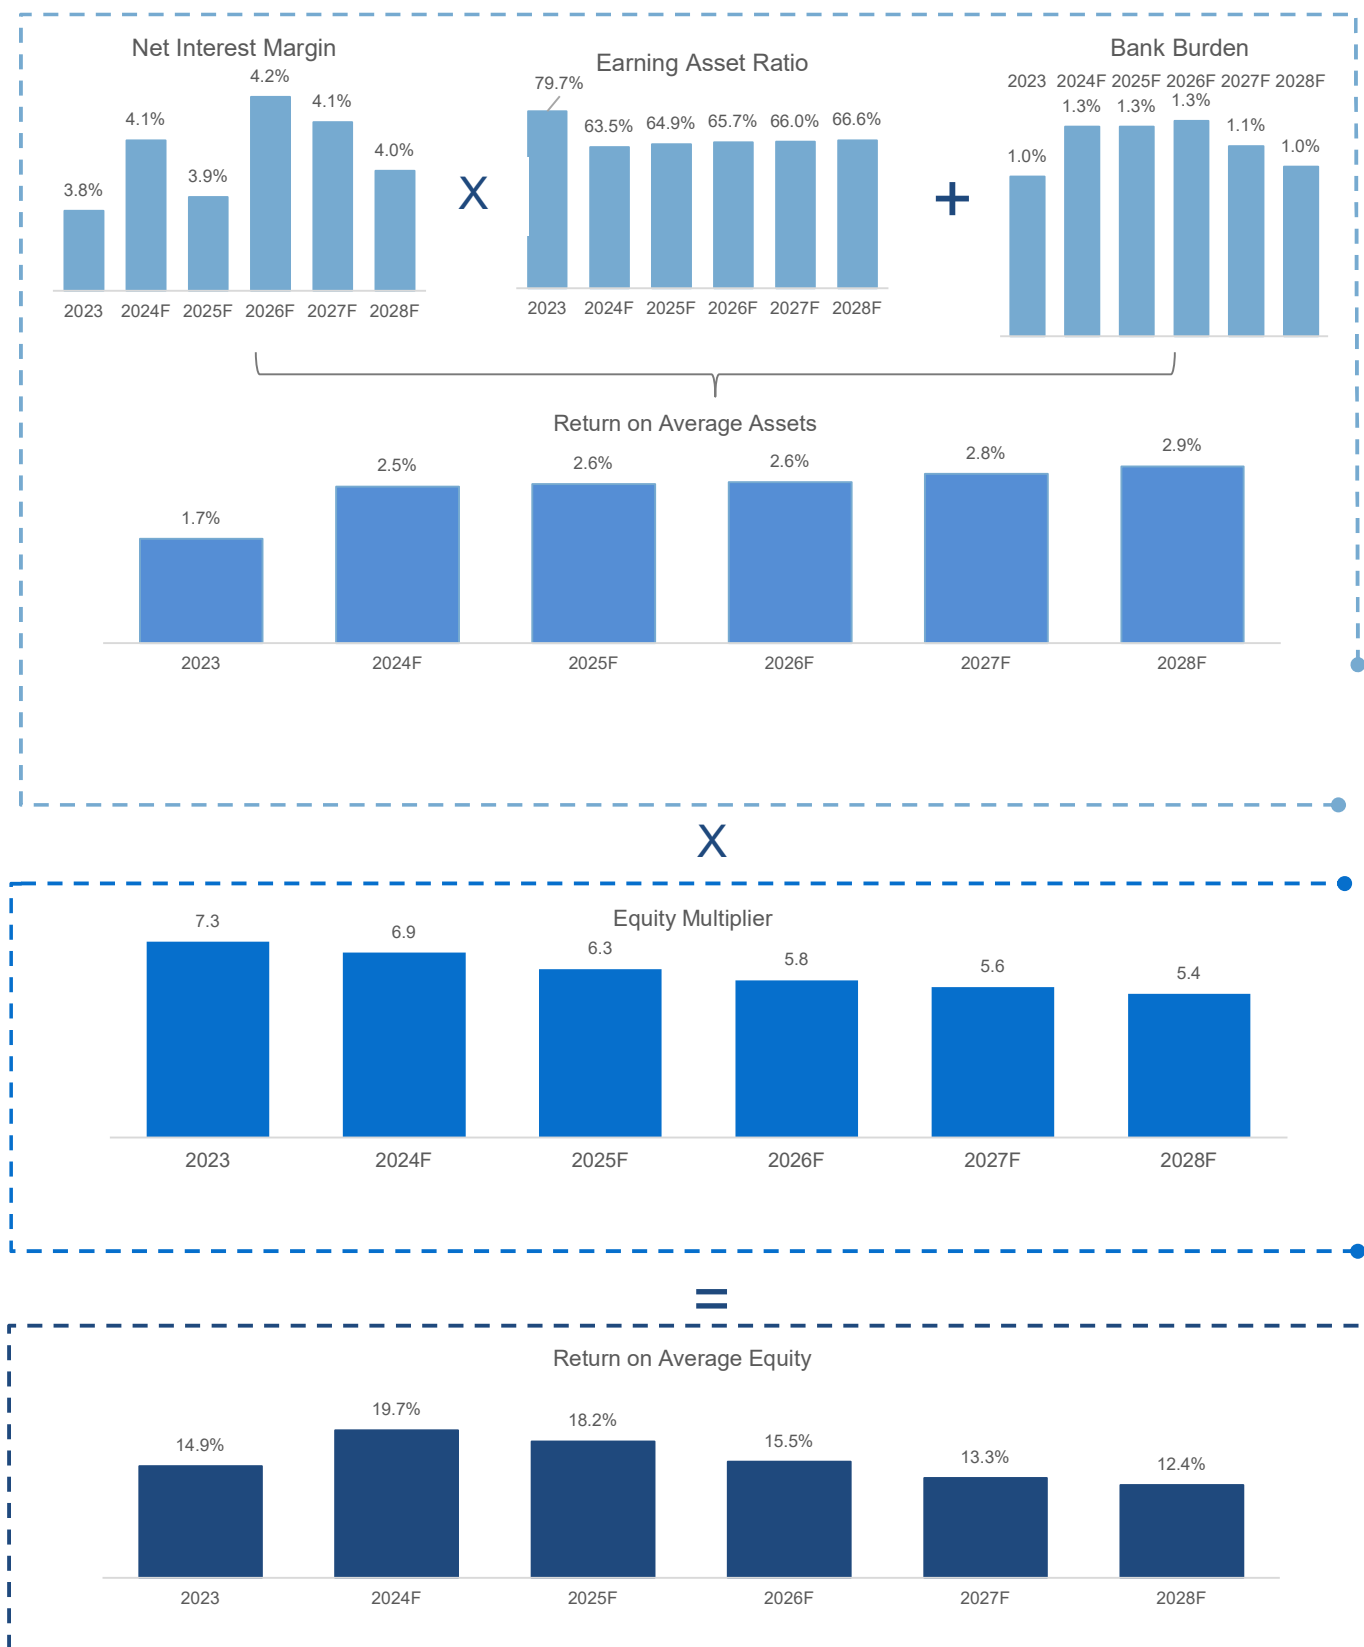 Net Interest Margin
4.2%
4.1%
4.1%
4.0%
3.9%
3.8%
2023 2024F 2025F 2026F 2027F 2028F
X
Earning Asset Ratio
79.7%
63.5% 64.9% 65.7% 66.0% 66.6%
2023 2024F 2025F 2026F 2027F 2028F
+
Bank Burden
2023 2024F 2025F 2026F 2027F 2028F
1.3% 1.3% 1.3%
1.1%
1.0%
1.0%
Return on Average Assets
1.7% 2.5% 2.6% 2.6% 2.8% 2.9%
2023 2024F 2025F 2026F 2027F 2028F
X
Equity Multiplier
7.3 6.9 6.3 5.8 5.6 5.4
2023 2024F 2025F 2026F 2027F 2028F
=
Return on Average Equity
14.9% 19.7% 18.2% 15.5% 13.3% 12.4%
2023 2024F 2025F 2026F 2027F 2028F